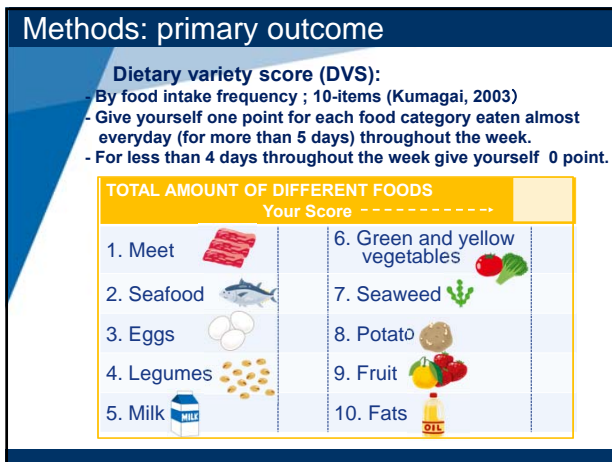 Methods: primary outcome
Dietary variety score (DVS):
- By food intake frequency ; 10-items (Kumagai, 2003)
- Give yourself one point for each food category eaten almost
everyday (for more than 5 days) throughout the week.
- For less than 4 days throughout the week give yourself 0 point.
TOTAL AMOUNT OF DIFFERENT FOODS
Your Score
1. Meet
2. Seafood
3. Eggs
4. Legumes
5. Milk
MILK
6. Green and yellow
vegetables
7. Seaweed
8. Potato
9. Fruit
10. Fats
OIL